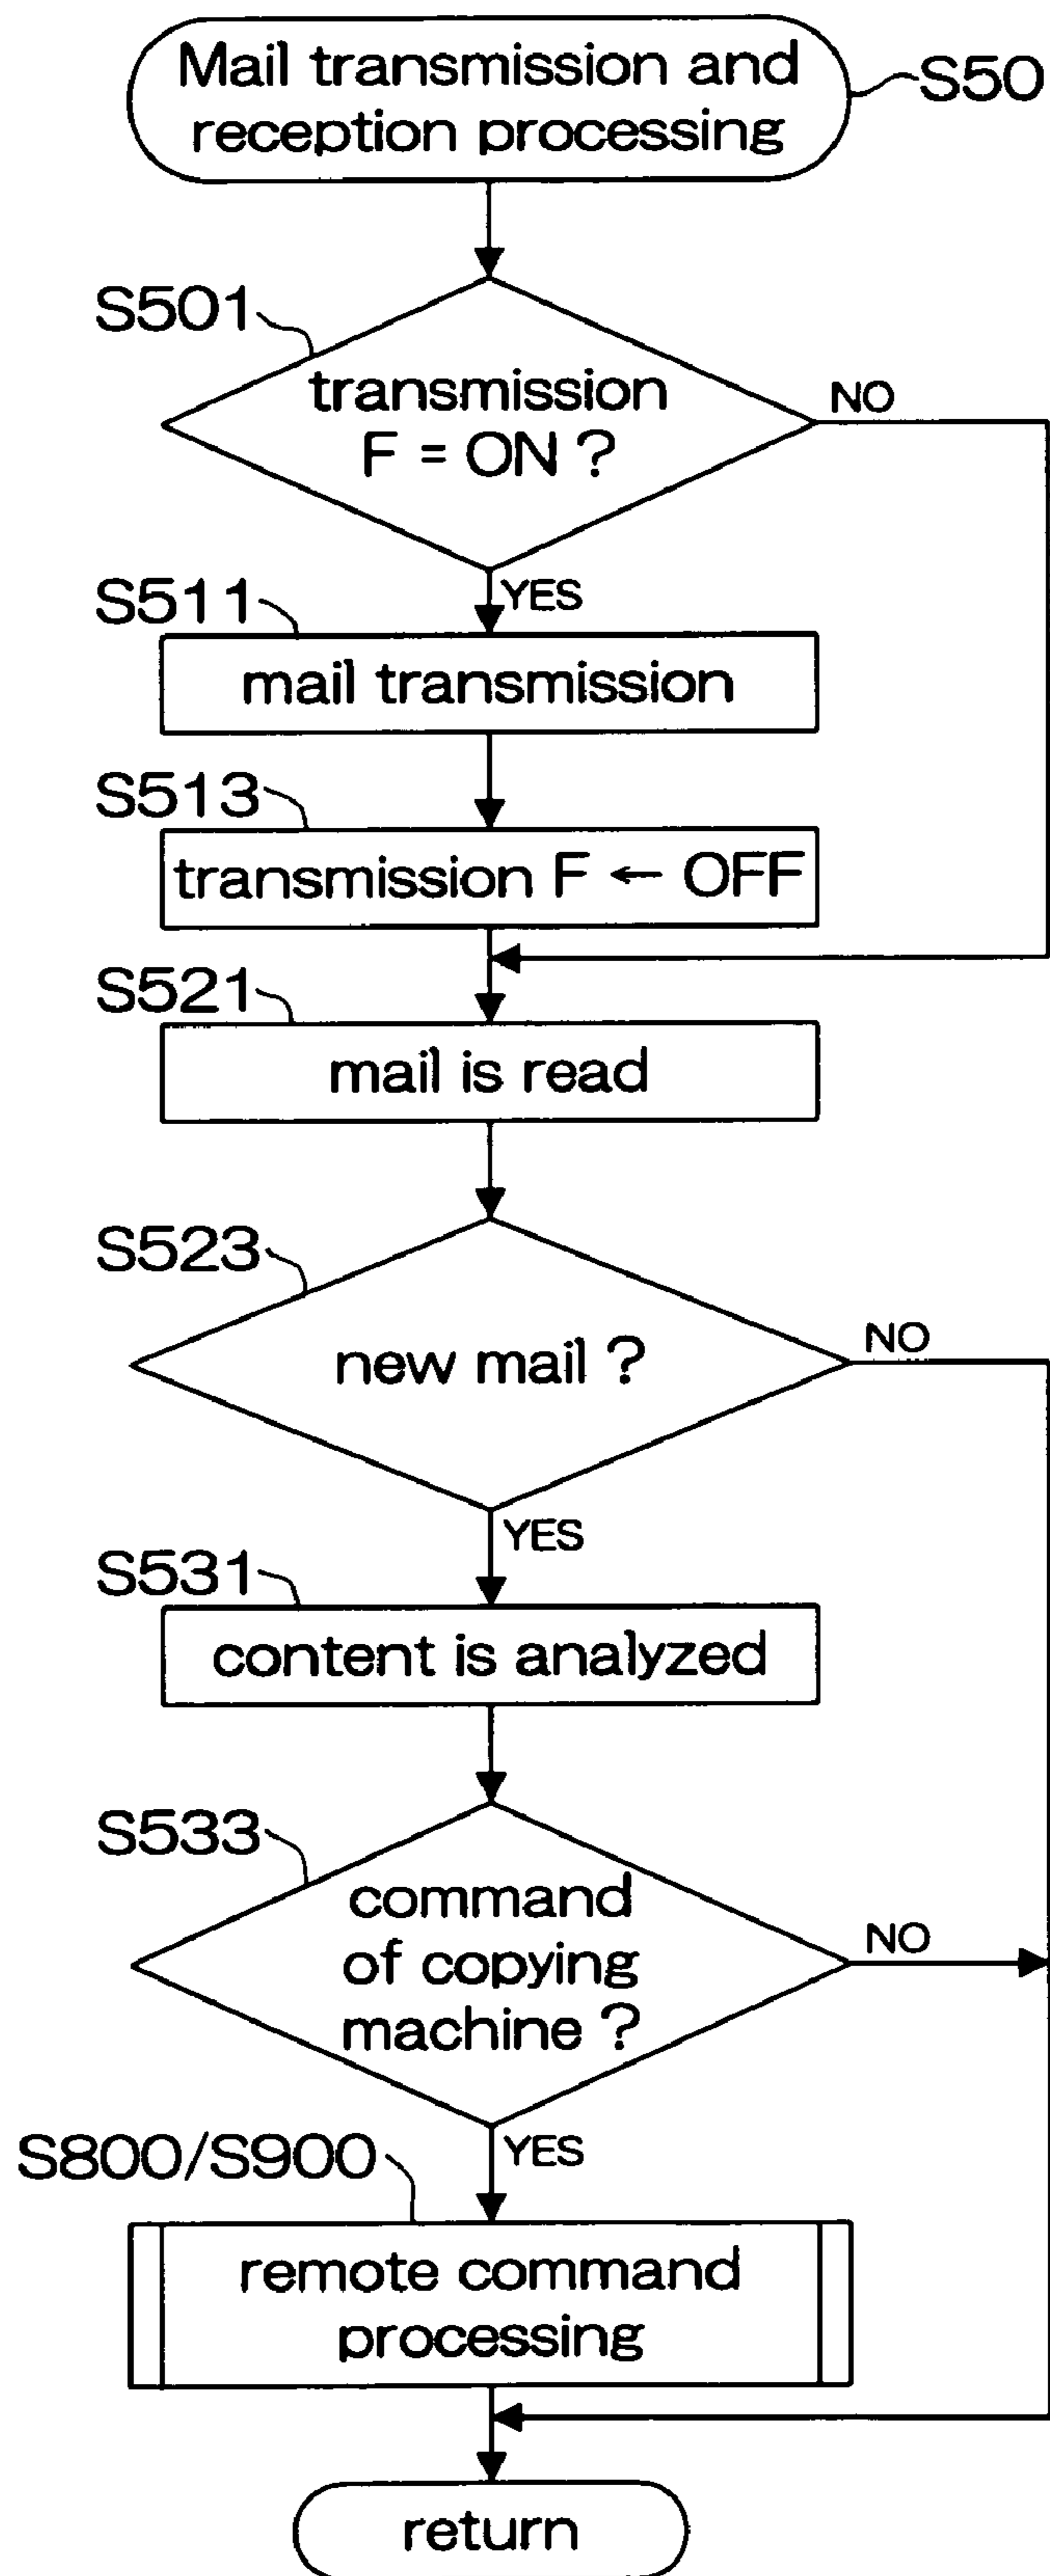 Mail transmission and
reception processing
S50
S501
transmission
F = ON ?
NO
YES
S511
mail transmission
S513
transmission F ← OFF
S521
mail is read
S523
new mail ?
NO
YES
S531
content is analyzed
S533
command
of copying
machine ?
NO
YES
S800/S900
remote command
processing
return